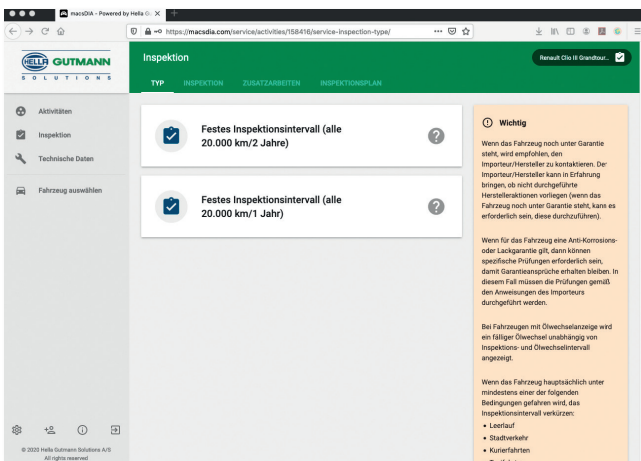 macsDIA - Powered by Hella Gu
https://macsdia.com/service/activities/158416/service-inspection-type/
HELLA GUTMANN
SOLUTIONS
Inspektion
Renault Clio III Grandtour...
TYP INSPEKTION ZUSATZARBEITEN INSPEKTIONSPLAN
Aktivitäten
Inspektion
Technische Daten
Fahrzeug auswählen
Festes Inspektionsintervall (alle
20.000 km/2 Jahre)
Festes Inspektionsintervall (alle
20.000 km/1 Jahr)
Wichtig
Wenn das Fahrzeug noch unter Garantie
steht, wird empfohlen, den
Importeur/Hersteller zu kontaktieren. Der
Importeur/Hersteller kann in Erfahrung
bringen, ob nicht durchgeführte
Herstelleraktionen vorliegen (wenn das
Fahrzeug noch unter Garantie steht, kann es
erforderlich sein, diese durchzuführen).
Wenn für das Fahrzeug eine Anti-Korrosions-
oder Lackgarantie gilt, dann können
spezifische Prüfungen erforderlich sein,
damit Garantieansprüche erhalten bleiben. In
diesem Fall müssen die Prüfungen gemäß
den Anweisungen des Importeurs
durchgeführt werden.
Bei Fahrzeugen mit Ölwechselanzeige wird
ein fälliger Ölwechsel unabhängig von
Inspektions- und Ölwechselintervall
angezeigt.
Wenn das Fahrzeug hauptsächlich unter
mindestens einer der folgenden
Bedingungen gefahren wird, das
Inspektionsintervall verkürzen:
• Leerlauf
• Stadtverkehr
• Kurierfahrten
© 2020 Hella Gutmann Solutions A/S
All rights reserved